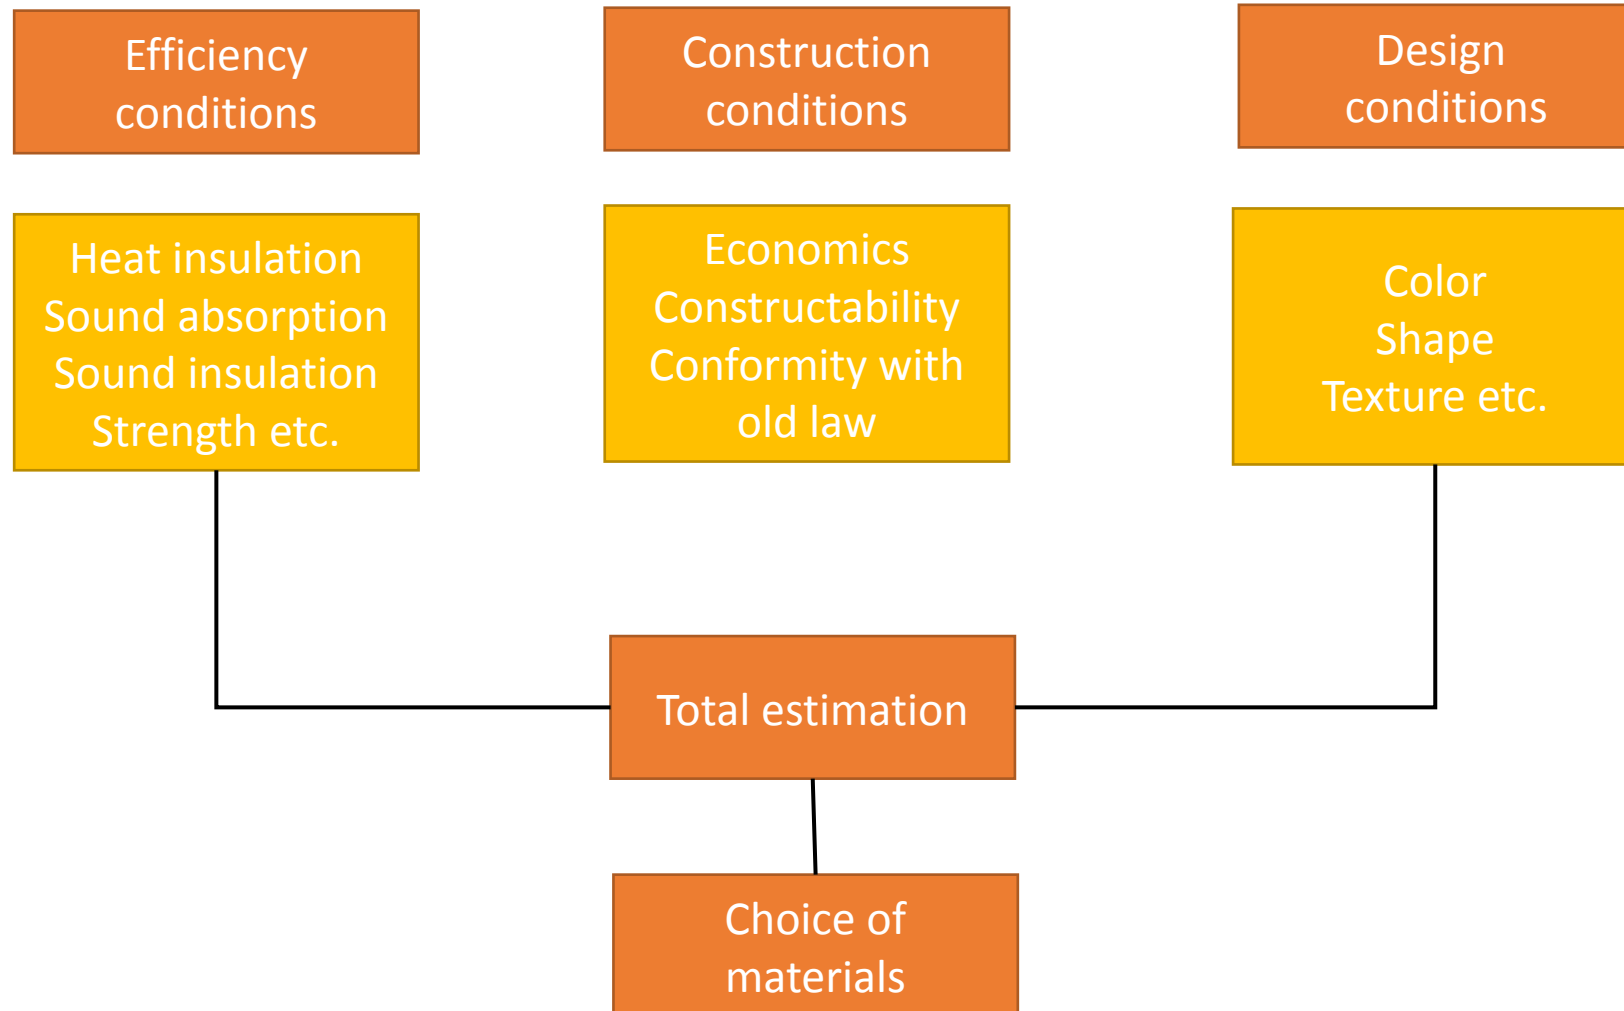 Efficiency
conditions
Construction
conditions
Design
conditions
Heat insulation
Sound absorption
Sound insulation
Strength etc.
Economics
Constructability
Conformity with
old law
Color
Shape
Texture etc.
Total estimation
Choice of
materials